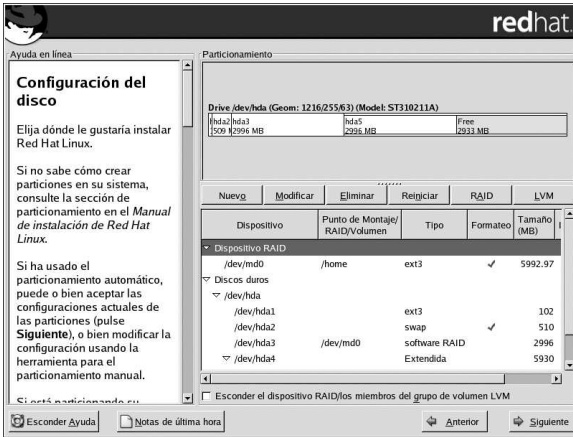 redhat.
Ayuda en línea
Configuración del
disco
Elija dónde le gustaría instalar
Red Hat Linux.
Si no sabe cómo crear
particiones en su sistema,
consulte la sección de
particionamiento en el Manual
de instalación de Red Hat
Linux.
Si ha usado el
particionamiento automático,
puede o bien aceptar las
configuraciones actuales de
las particiones (pulse
Siguiente), o bien modificar la
configuración usando la
herramienta para el
particionamiento manual.
Si está particionando su
Particionamiento
Drive /dev/hda (Geom: 1216/255/63) (Model: ST310211A)
hda2 hda3 hda5 Free
509 2996 MB 2996 MB 2933 MB
Nuevo Modificar Eliminar Reiniciar RAID LVM
Dispositivo Punto de Montaje/ RAID/Volumen Tipo Formateo Tamaño (MB)
Dispositivo RAID
/dev/md0 /home ext3 5992.97
Discos duros
/dev/hda
/dev/hda1 ext3 102
/dev/hda2 swap 510
/dev/hda3 /dev/md0 software RAID 2996
/dev/hda4 Extendida 5930
Esconder el dispositivo RAID/los miembros del grupo de volumen LVM
Esconder Ayuda Notas de última hora Anterior Siguiente